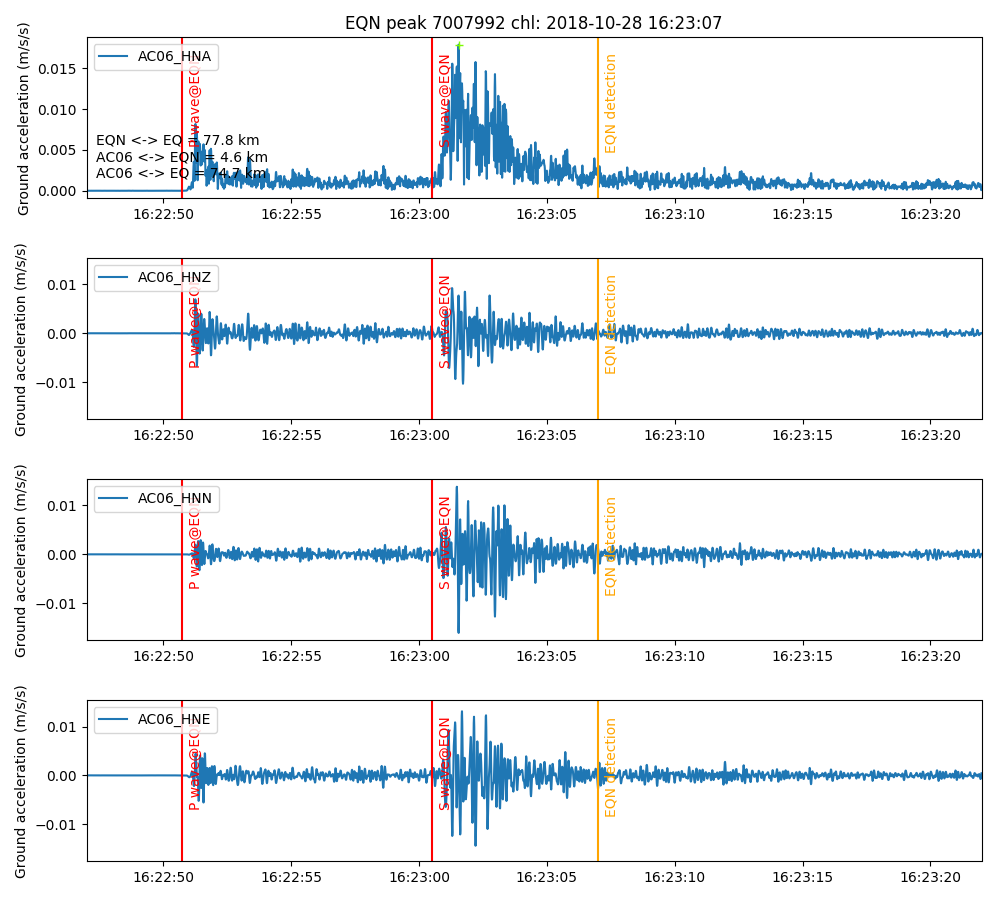 EQN peak 7007992 chl: 2018-10-28 16:23:07
Ground acceleration (m/s/s)
AC06_HNA
P wave@EQN
S wave@EQN
EQN detection
EQN <-> EQ = 77.8 km
AC06 <-> EQN = 4.6 km
AC06 <-> EQ = 74.7 km
0.015
0.010
0.005
0.000
16:22:50 16:22:55 16:23:00 16:23:05 16:23:10 16:23:15 16:23:20
Ground acceleration (m/s/s)
AC06_HNZ
P wave@EQN
S wave@EQN
EQN detection
0.01
0.00
−0.01
16:22:50 16:22:55 16:23:00 16:23:05 16:23:10 16:23:15 16:23:20
Ground acceleration (m/s/s)
AC06_HNN
P wave@EQN
S wave@EQN
EQN detection
0.01
0.00
−0.01
16:22:50 16:22:55 16:23:00 16:23:05 16:23:10 16:23:15 16:23:20
Ground acceleration (m/s/s)
AC06_HNE
P wave@EQN
S wave@EQN
EQN detection
0.01
0.00
−0.01
16:22:50 16:22:55 16:23:00 16:23:05 16:23:10 16:23:15 16:23:20